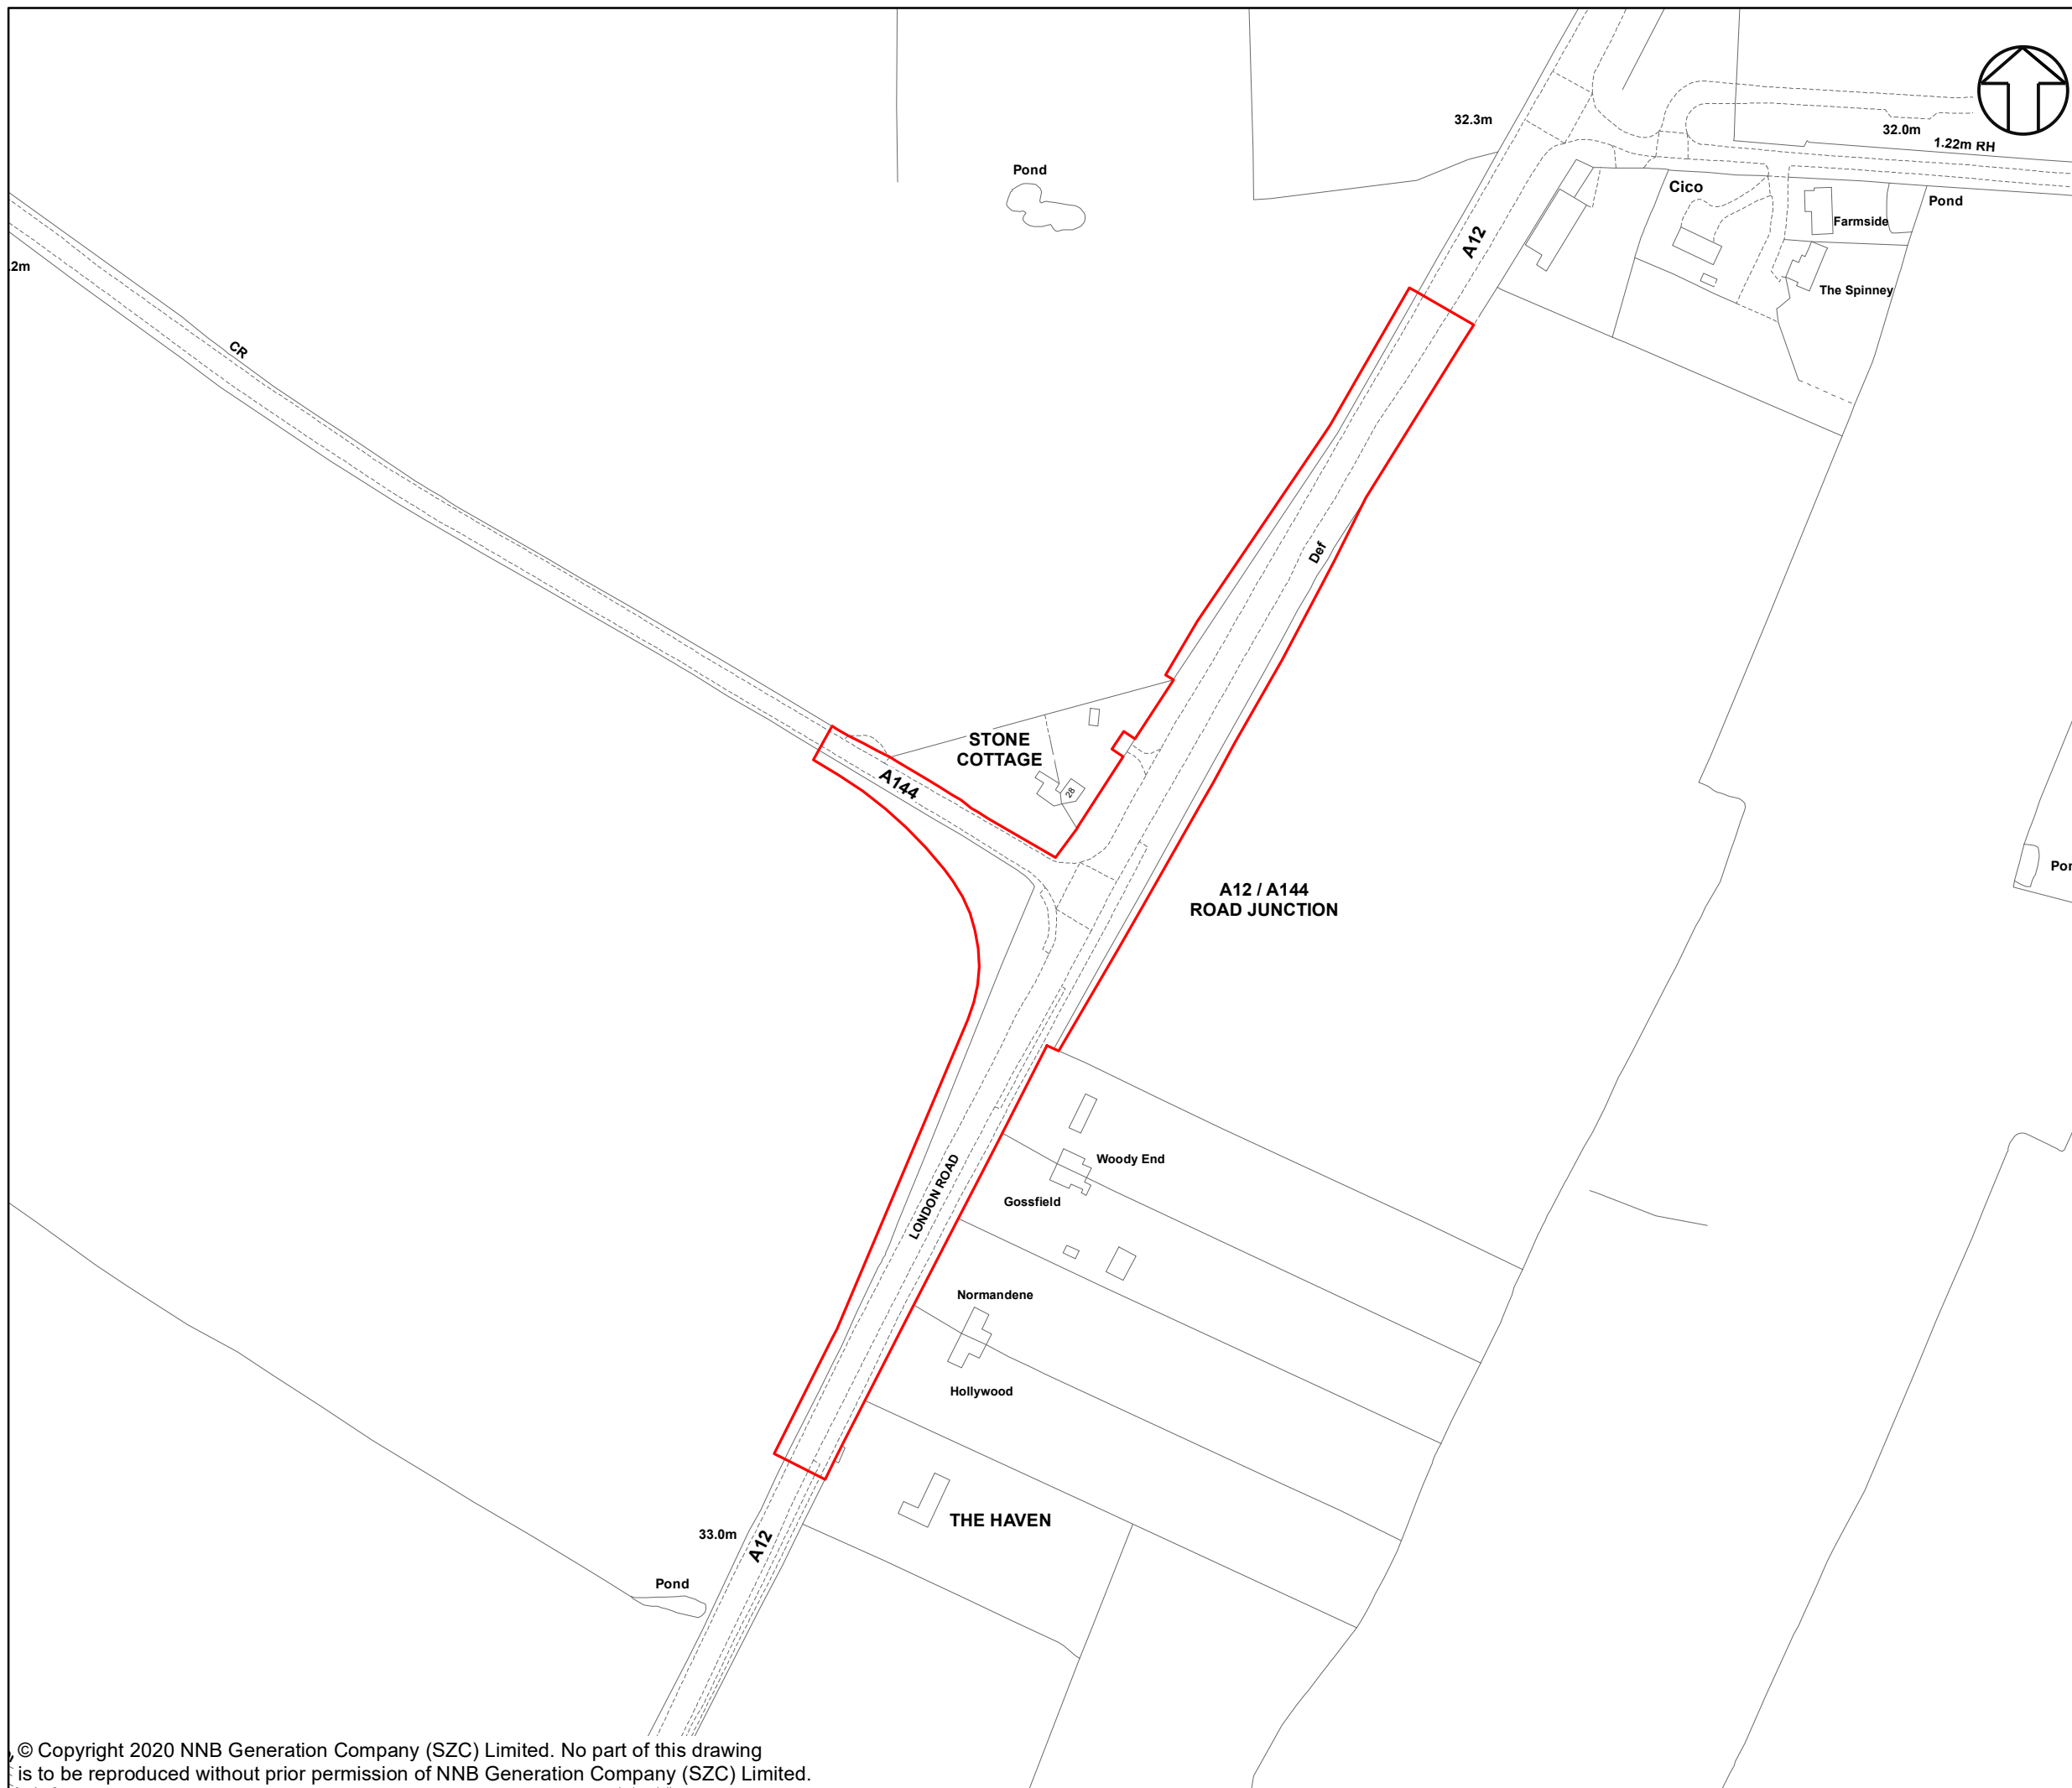 32.3m
32.0m
1.22m RH
Pond
Cico
Pond
Farmside
A12
.2m
The Spinney
CR
Def
STONE
COTTAGE
A144
28
A12 / A144
ROAD JUNCTION
Woody End
LONDON ROAD
Gossfield
Normandene
Hollywood
THE HAVEN
33.0m
A12
Pond
© Copyright 2020 NNB Generation Company (SZC) Limited. No part of this drawing
is to be reproduced without prior permission of NNB Generation Company (SZC) Limited.